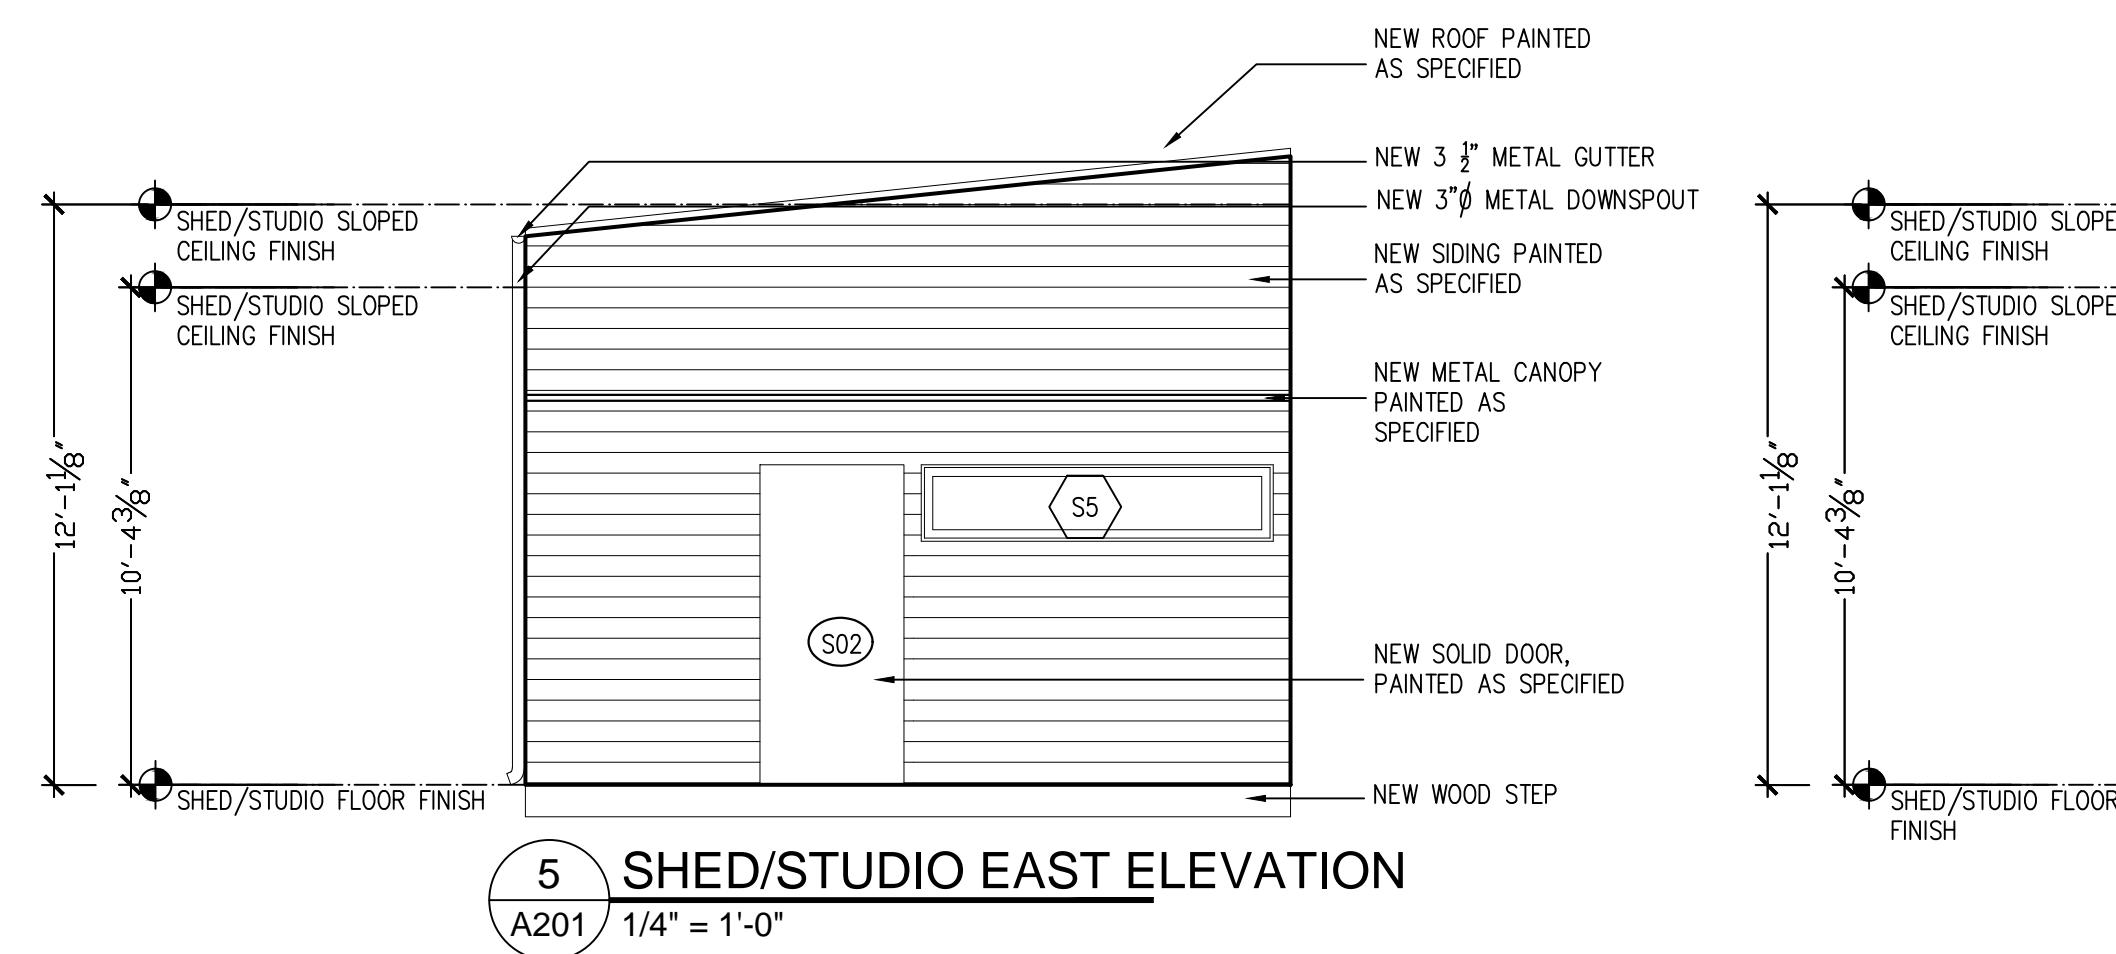 NEW ROOF PAINTED
AS SPECIFIED
NEW 3 ½" METAL GUTTER
NEW 3"Ø METAL DOWNSPOUT
NEW SIDING PAINTED
AS SPECIFIED
NEW METAL CANOPY
PAINTED AS
SPECIFIED
NEW SOLID DOOR,
PAINTED AS SPECIFIED
NEW WOOD STEP
SHED/STUDIO SLOPED
CEILING FINISH
SHED/STUDIO SLOPED
CEILING FINISH
12'-1⅛"
10'-4⅜"
SHED/STUDIO FLOOR FINISH
S5
S02
SHED/STUDIO SLOPE
CEILING FINISH
SHED/STUDIO SLOPE
CEILING FINISH
12'-1⅛"
10'-4⅜"
SHED/STUDIO FLOOR
FINISH
5
A201
SHED/STUDIO EAST ELEVATION
1/4" = 1'-0"